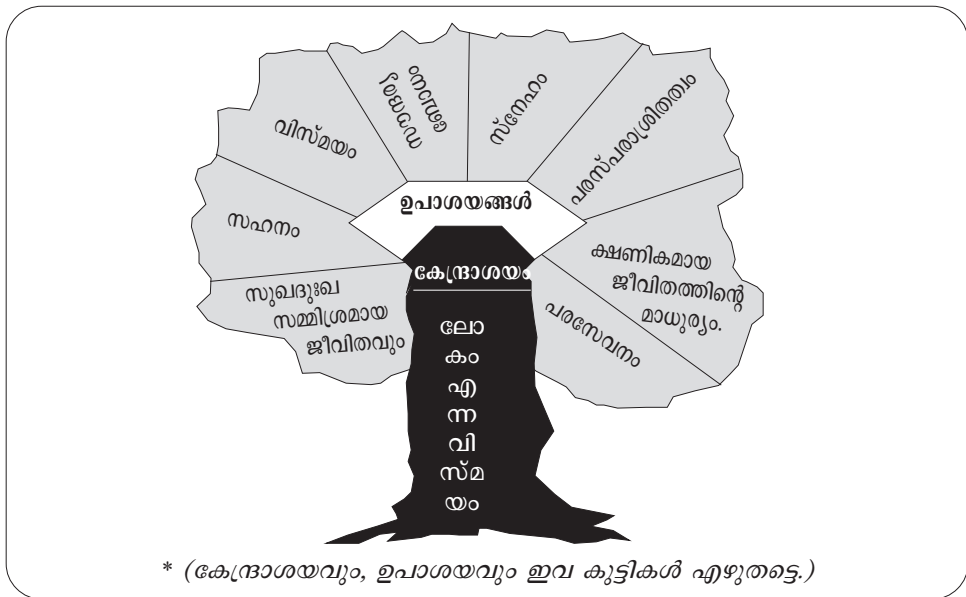 വിസ്മയം
സ്നേഹം
പരസ്പരാശ്രിതത്വം
സഹനം
ഉപാശയങ്ങൾ
ക്ഷണികമായ
ജീവിതത്തിന്റെ
മാധുര്യം.
കേന്ദ്രാശയം
സുഖദുഃഖ
സമ്മിശ്രമായ
ജീവിതവും
പരസേവനം
ലോ
കം
എ
ന്ന
വി
സ്മ
യം
* (കേന്ദ്രാശയവും, ഉപാശയവും ഇവ കുട്ടികൾ എഴുതട്ടെ.)